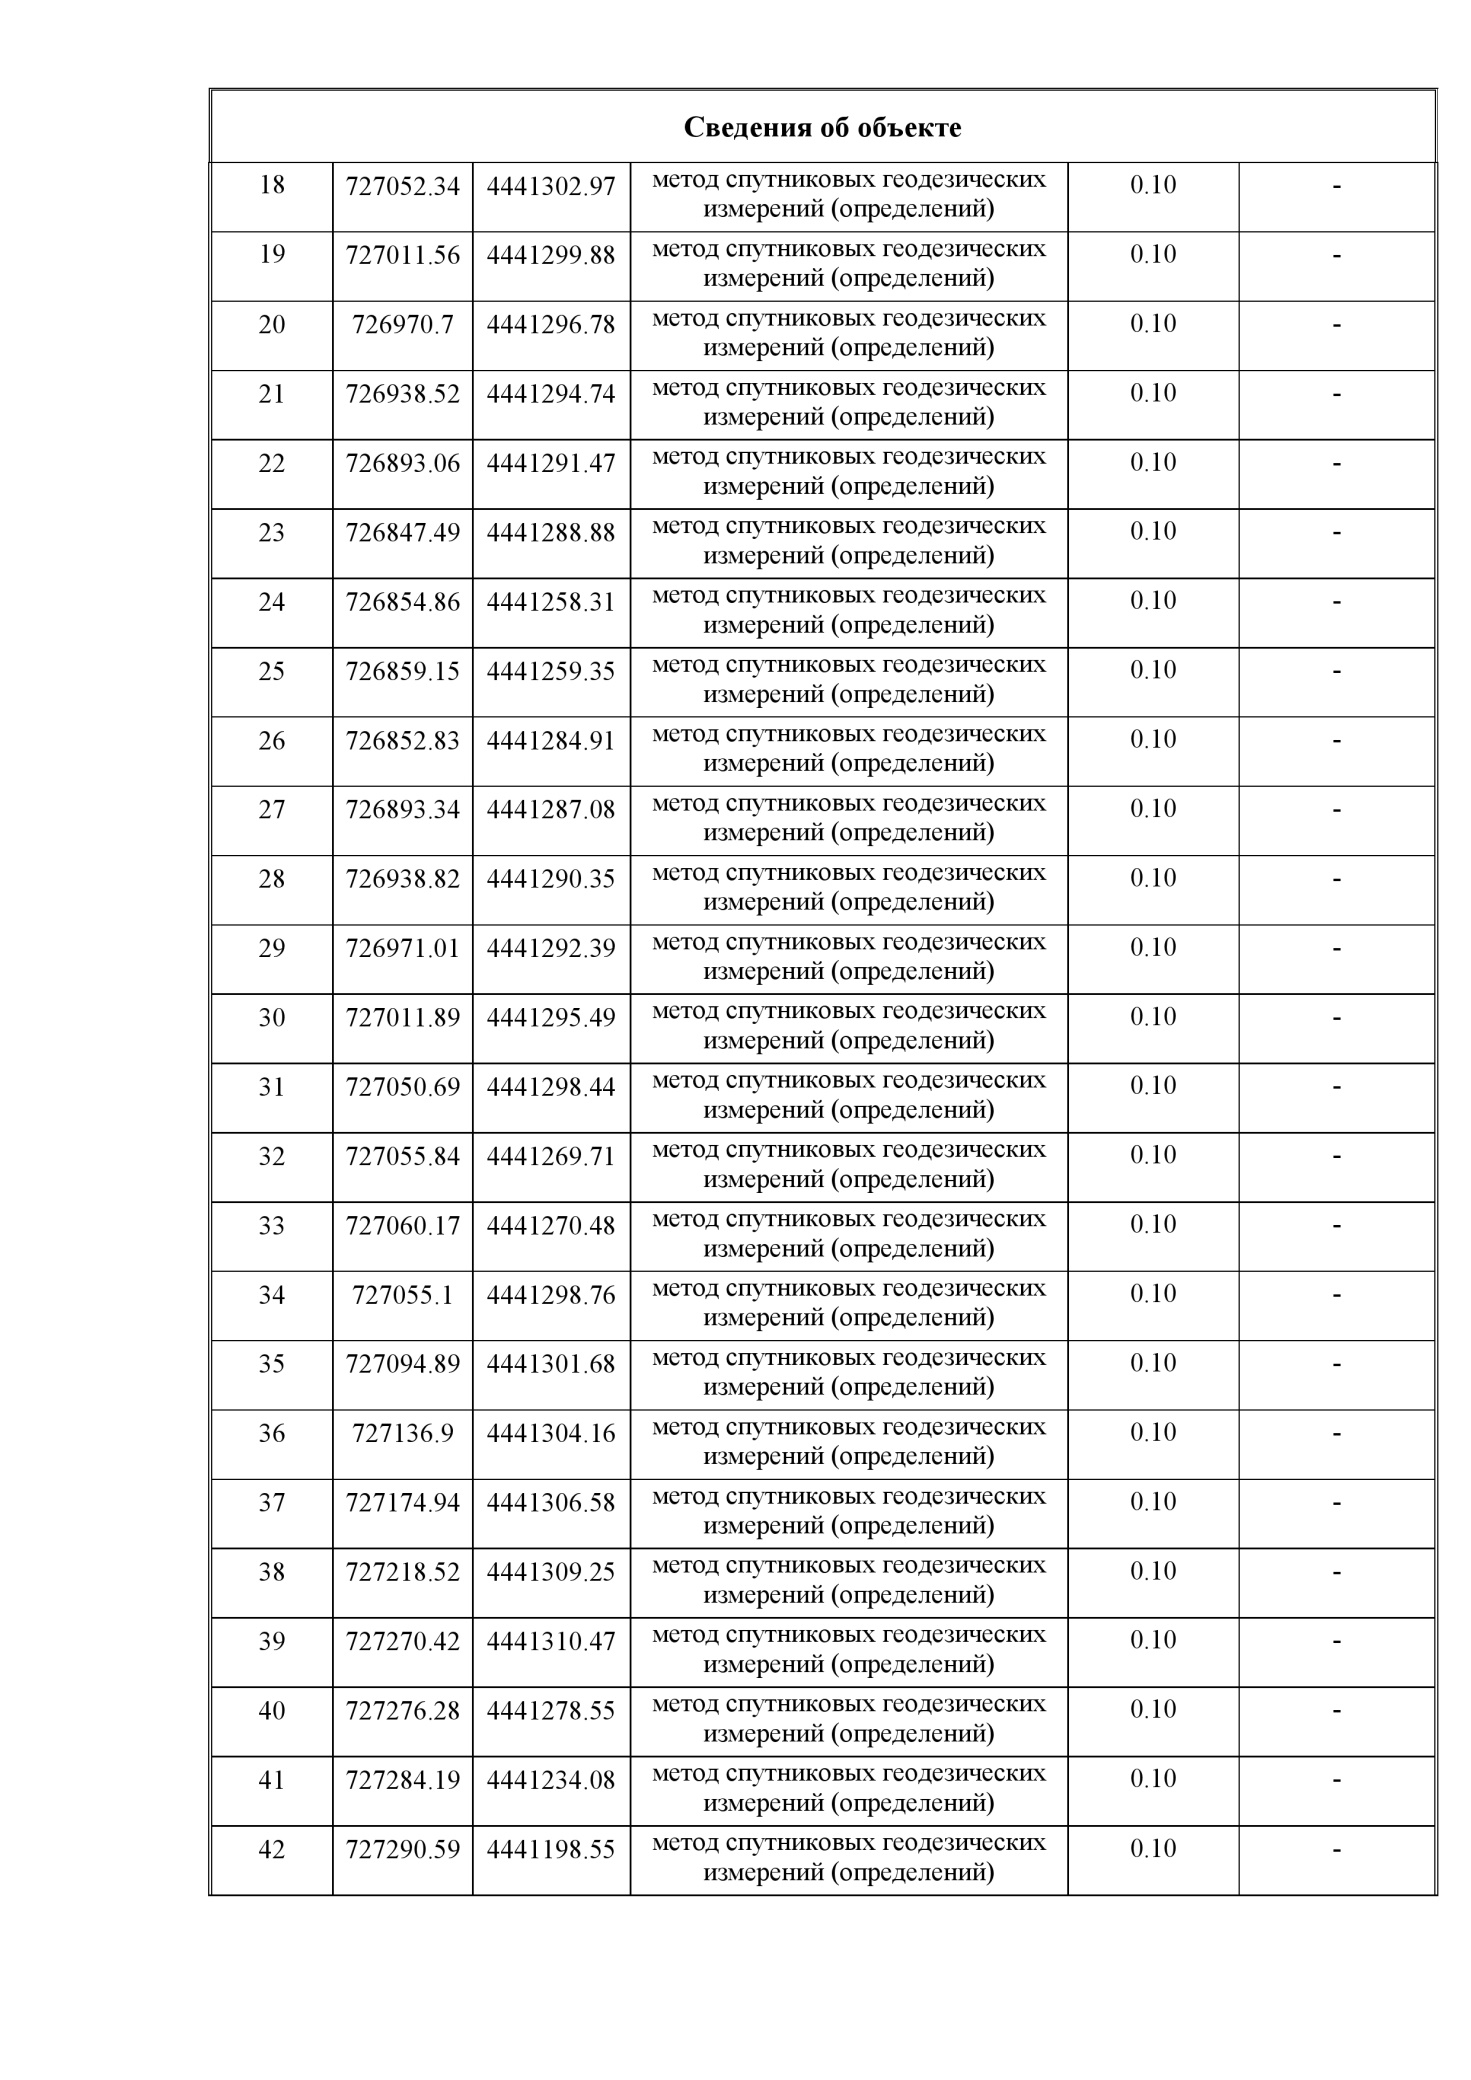 Сведения об объекте
18 727052.34 4441302.97 метод спутниковых геодезических 0.10 -
измерений (определений)
19 727011.56 4441299.88 метод спутниковых геодезических 0.10 -
измерений (определений)
20 726970.7 4441296.78 метод спутниковых геодезических 0.10 -
измерений (определений)
21 726938.52 4441294.74 метод спутниковых геодезических 0.10 -
измерений (определений)
22 726893.06 4441291.47 метод спутниковых геодезических 0.10 -
измерений (определений)
23 726847.49 4441288.88 метод спутниковых геодезических 0.10 -
измерений (определений)
24 726854.86 4441258.31 метод спутниковых геодезических 0.10 -
измерений (определений)
25 726859.15 4441259.35 метод спутниковых геодезических 0.10 -
измерений (определений)
26 726852.83 4441284.91 метод спутниковых геодезических 0.10 -
измерений (определений)
27 726893.34 4441287.08 метод спутниковых геодезических 0.10 -
измерений (определений)
28 726938.82 4441290.35 метод спутниковых геодезических 0.10 -
измерений (определений)
29 726971.01 4441292.39 метод спутниковых геодезических 0.10 -
измерений (определений)
30 727011.89 4441295.49 метод спутниковых геодезических 0.10 -
измерений (определений)
31 727050.69 4441298.44 метод спутниковых геодезических 0.10 -
измерений (определений)
32 727055.84 4441269.71 метод спутниковых геодезических 0.10 -
измерений (определений)
33 727060.17 4441270.48 метод спутниковых геодезических 0.10 -
измерений (определений)
34 727055.1 4441298.76 метод спутниковых геодезических 0.10 -
измерений (определений)
35 727094.89 4441301.68 метод спутниковых геодезических 0.10 -
измерений (определений)
36 727136.9 4441304.16 метод спутниковых геодезических 0.10 -
измерений (определений)
37 727174.94 4441306.58 метод спутниковых геодезических 0.10 -
измерений (определений)
38 727218.52 4441309.25 метод спутниковых геодезических 0.10 -
измерений (определений)
39 727270.42 4441310.47 метод спутниковых геодезических 0.10 -
измерений (определений)
40 727276.28 4441278.55 метод спутниковых геодезических 0.10 -
измерений (определений)
41 727284.19 4441234.08 метод спутниковых геодезических 0.10 -
измерений (определений)
42 727290.59 4441198.55 метод спутниковых геодезических 0.10 -
измерений (определений)